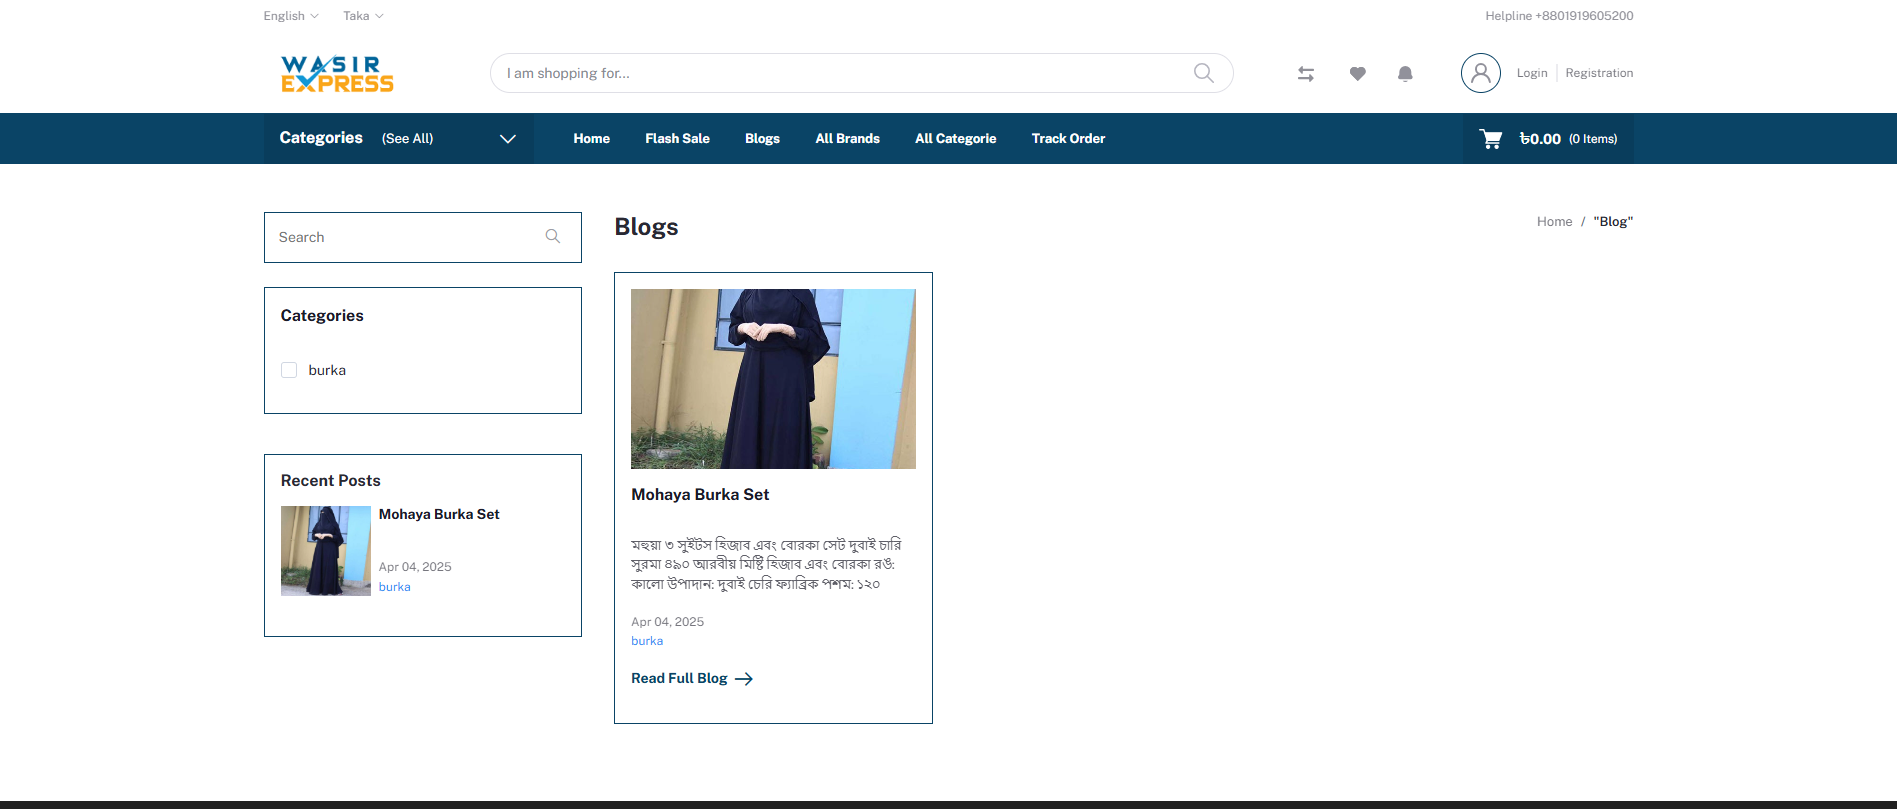 English
Taka
Helpline +8801919605200
WASIR
EXPRESS
I am shopping for...
Login
Registration
Categories (See All)
Home
Flash Sale
Blogs
All Brands
All Categorie
Track Order
৳0.00 (0 Items)
Search
Categories
burka
Recent Posts
Mohaya Burka Set
Apr 04, 2025
burka
Blogs
Home / "Blog"
Mohaya Burka Set
মহুয়া ৩ সুইটস হিজাব এবং বোরকা সেট দুবাই চারি
সুরমা ৪৯০ আরবীয় মিষ্টি হিজাব এবং বোরকা রঙ:
কালো উপাদান: দুবাই চেরি ফ্যাব্রিক পশম: ১২০
Apr 04, 2025
burka
Read Full Blog